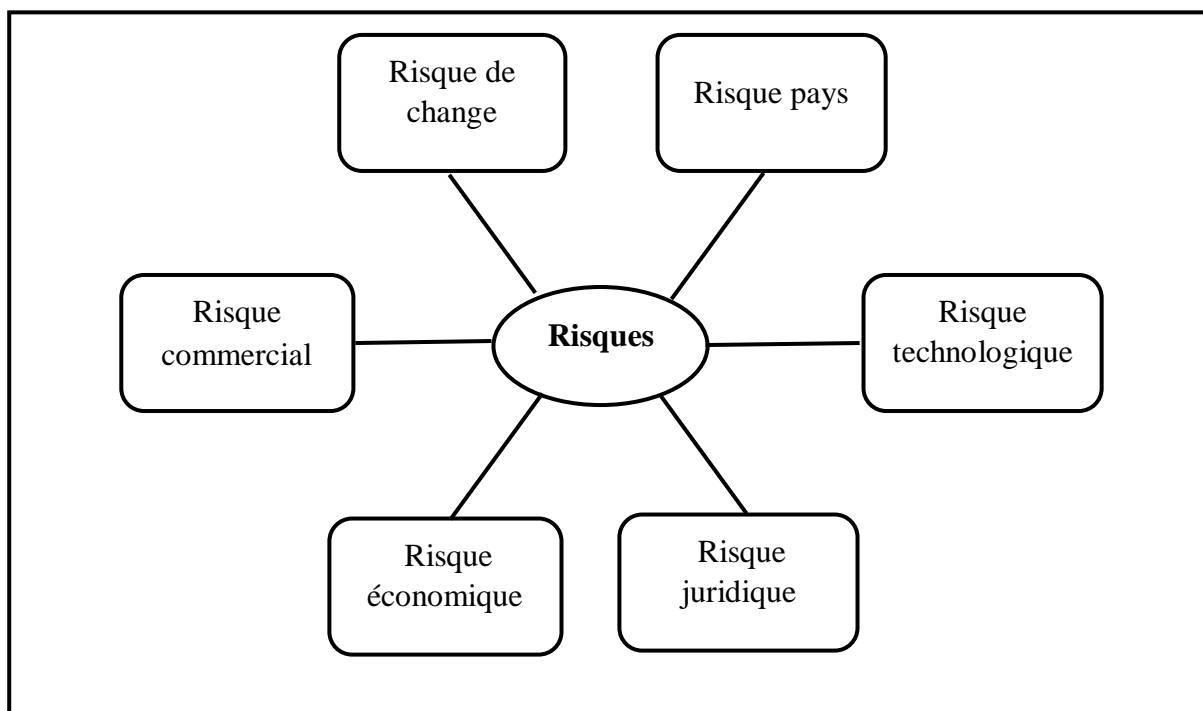 Risque de
change
Risque pays
Risque
commercial
Risques
Risque
technologique
Risque
économique
Risque
juridique